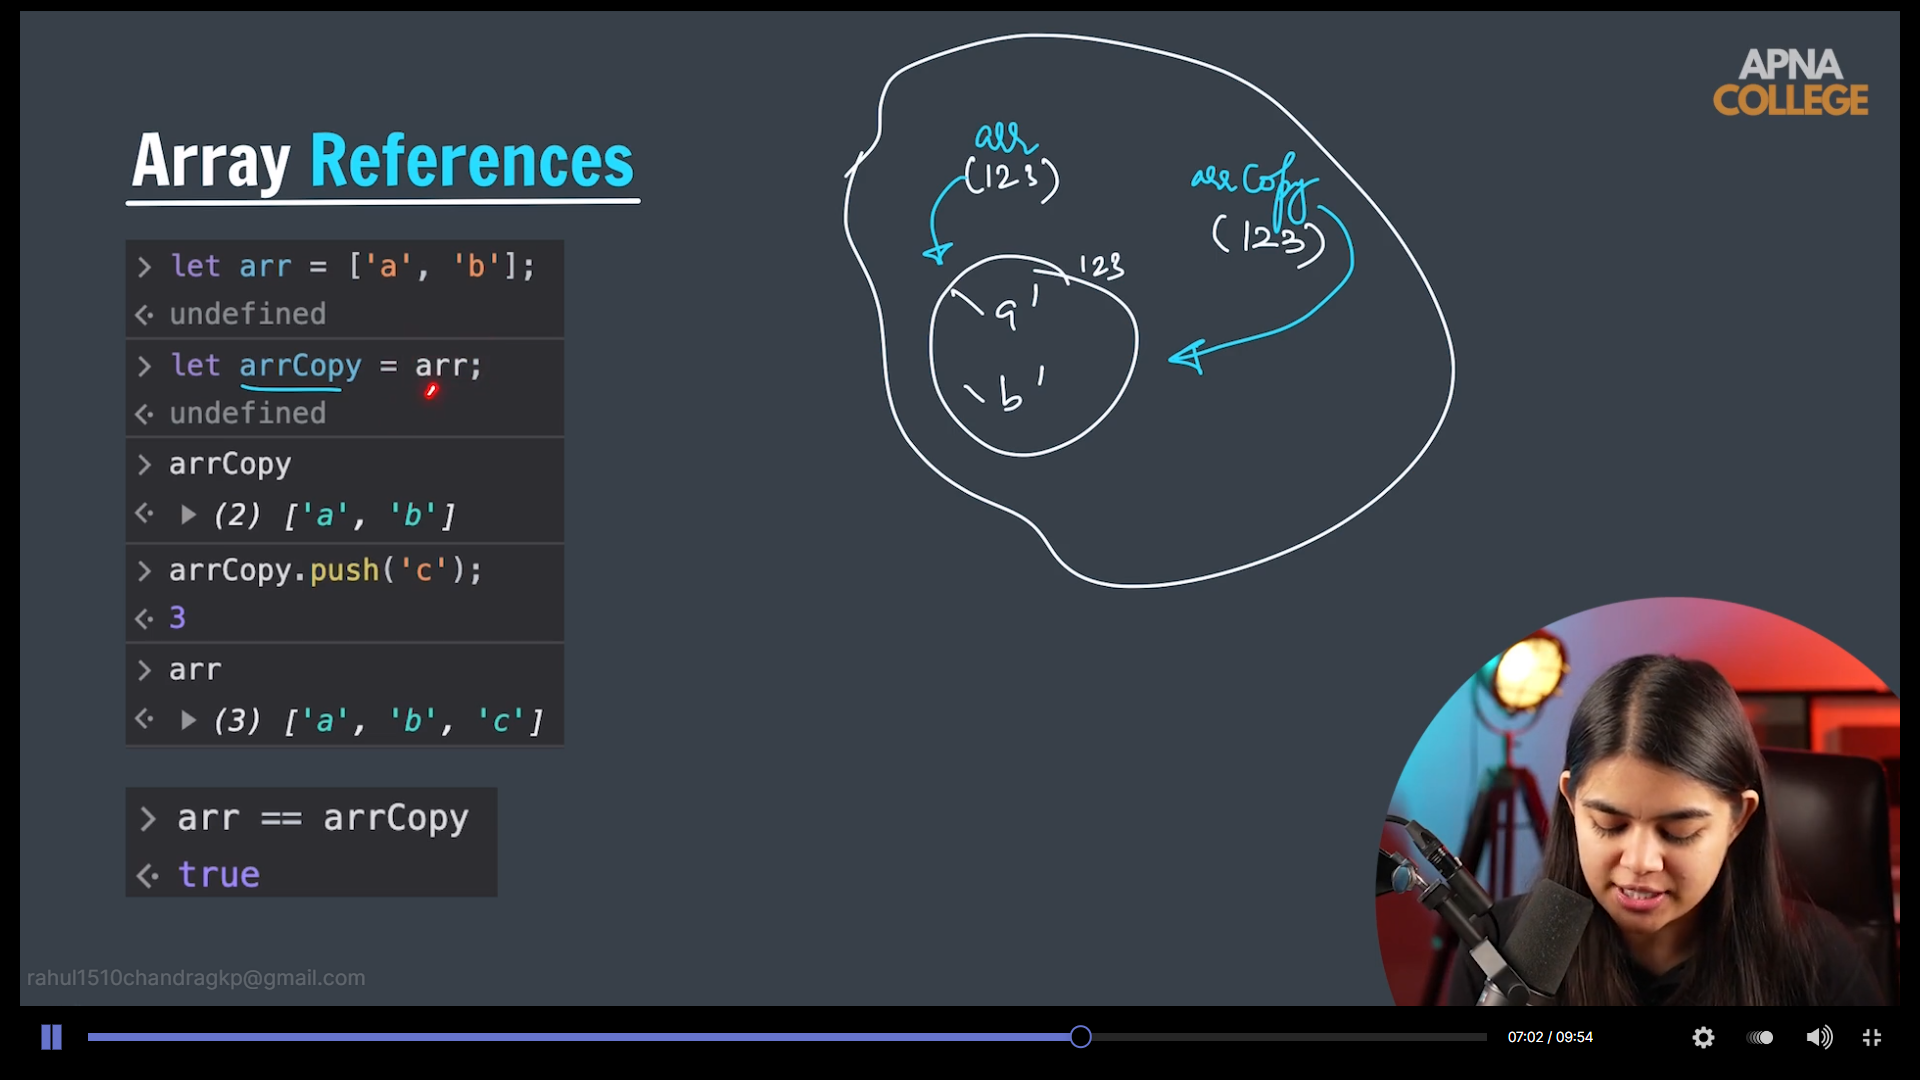 APNA
COLLEGE
Array References
> let arr = ['a', 'b'];
undefined
> let arrCopy = arr;
undefined
> arrCopy
(2) ['a', 'b']
> arrCopy.push('c');
3
> arr
(3) ['a', 'b', 'c']
> arr == arrCopy
true
arr
(123)
arrCopy
(123)
123
'a'
'b'
rahul1510chandragkp@gmail.com
07:02 / 09:54